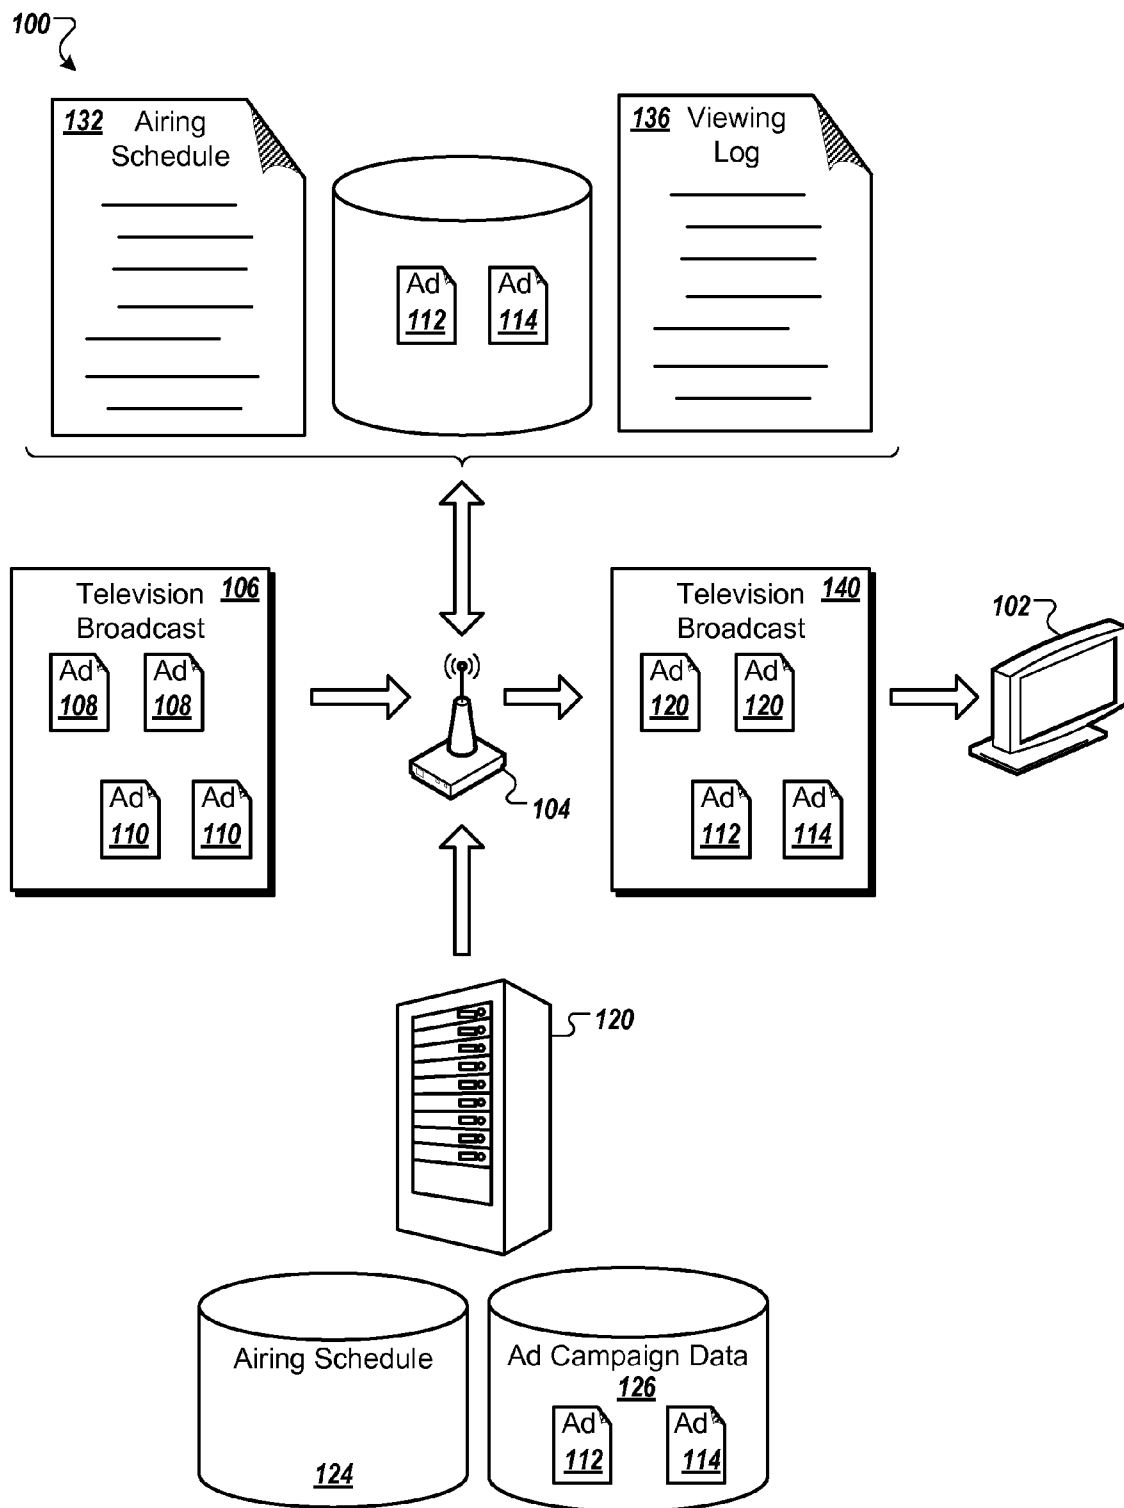 100
132 Airing
Schedule
136 Viewing
Log
Ad
112
Ad
114
Television 106
Broadcast
Ad
108
Ad
108
Ad
110
Ad
110
104
Television 140
Broadcast
Ad
120
Ad
120
Ad
112
Ad
114
102
120
Airing Schedule
124
Ad Campaign Data
126
Ad
112
Ad
114